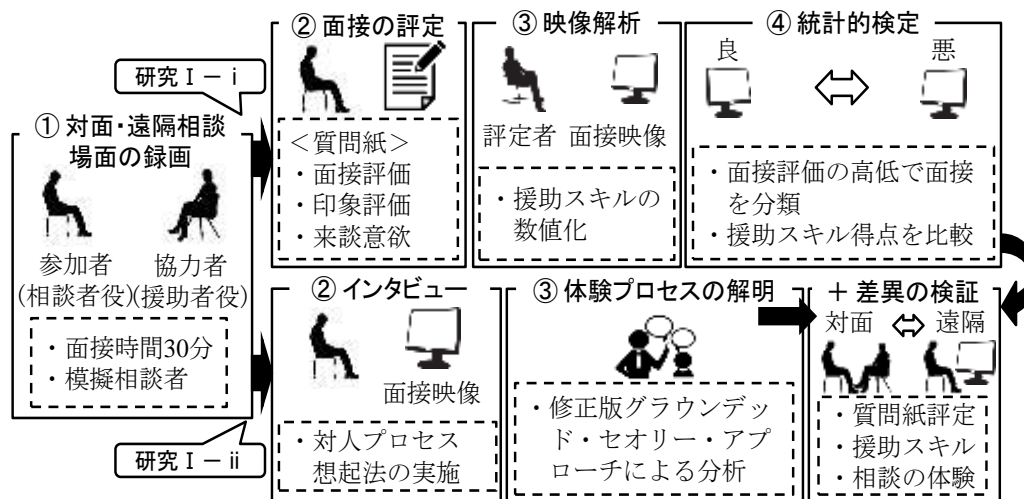 研究Ⅰ－ⅰ
① 対面・遠隔相談
場面の録画
参加者 協力者
(相談者役)(援助者役)
・面接時間30分
・模擬相談者
研究Ⅰ－ⅱ
② 面接の評定
＜質問紙＞
・面接評価
・印象評価
・来談意欲
③ 映像解析
評定者 面接映像
・援助スキルの
数値化
④ 統計的検定
良 悪
・面接評価の高低で面接
を分類
・援助スキル得点を比較
② インタビュー
面接映像
・対人プロセス
想起法の実施
③ 体験プロセスの解明
・修正版グラウンデッ
ド・セオリー・アプ
ローチによる分析
＋ 差異の検証
対面 遠隔
・質問紙評定
・援助スキル
・相談の体験